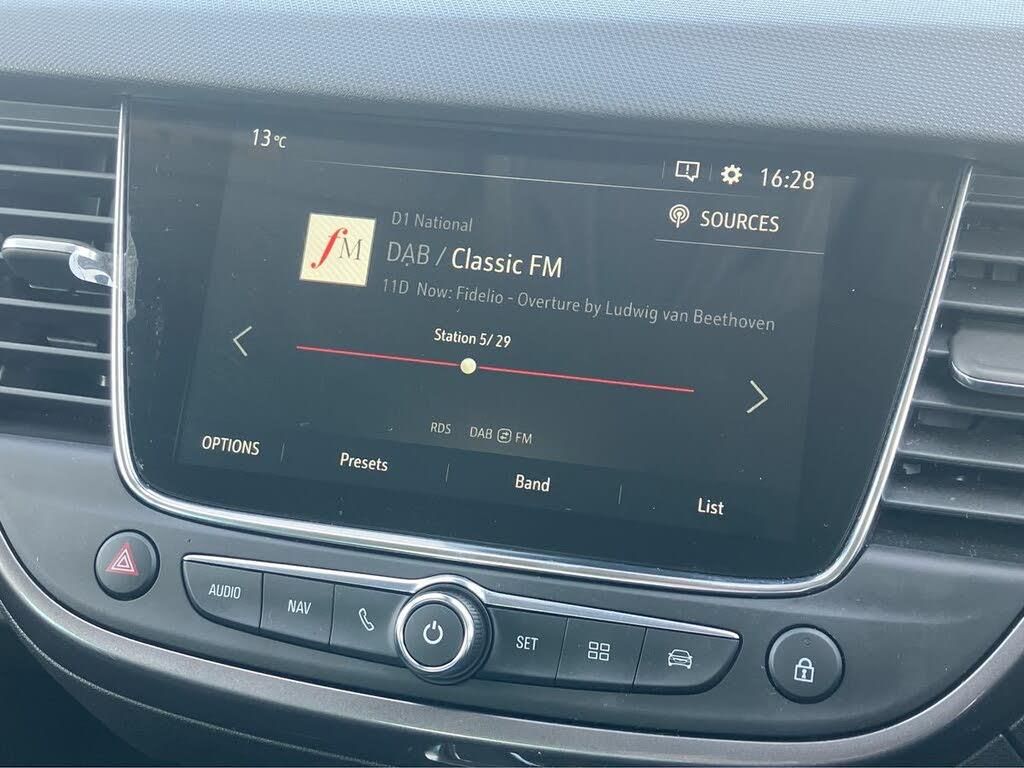 13°C
16:28
SOURCES
D1 National
fM
DAB / Classic FM
11D Now: Fidelio - Overture by Ludwig van Beethoven
Station 5/ 29
RDS DAB FM
OPTIONS
Presets
Band
List
AUDIO
NAV
SET